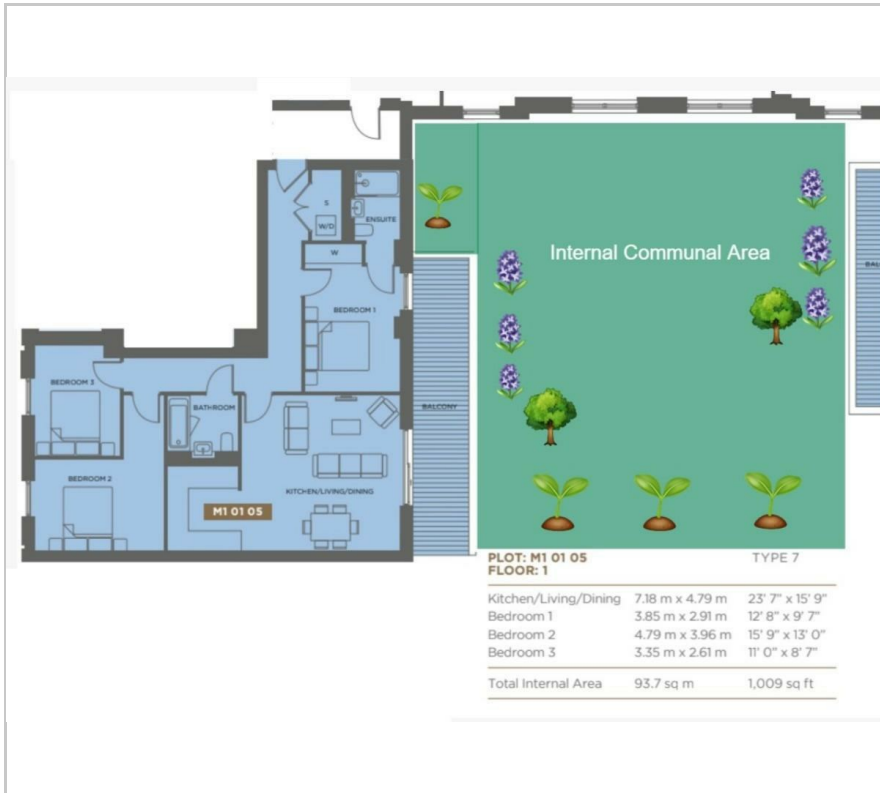 S
W/D
ENSUITE
W
BEDROOM 1
Internal Communal Area
BAL
BEDROOM 3
BATHROOM
BALCONY
BEDROOM 2
KITCHEN/LIVING/DINING
M1 01 05
PLOT: M1 01 05 TYPE 7
FLOOR: 1
Kitchen/Living/Dining 7.18 m x 4.79 m 23' 7" x 15' 9"
Bedroom 1 3.85 m x 2.91 m 12' 8" x 9' 7"
Bedroom 2 4.79 m x 3.96 m 15' 9" x 13' 0"
Bedroom 3 3.35 m x 2.61 m 11' 0" x 8' 7"
Total Internal Area 93.7 sq m 1,009 sq ft